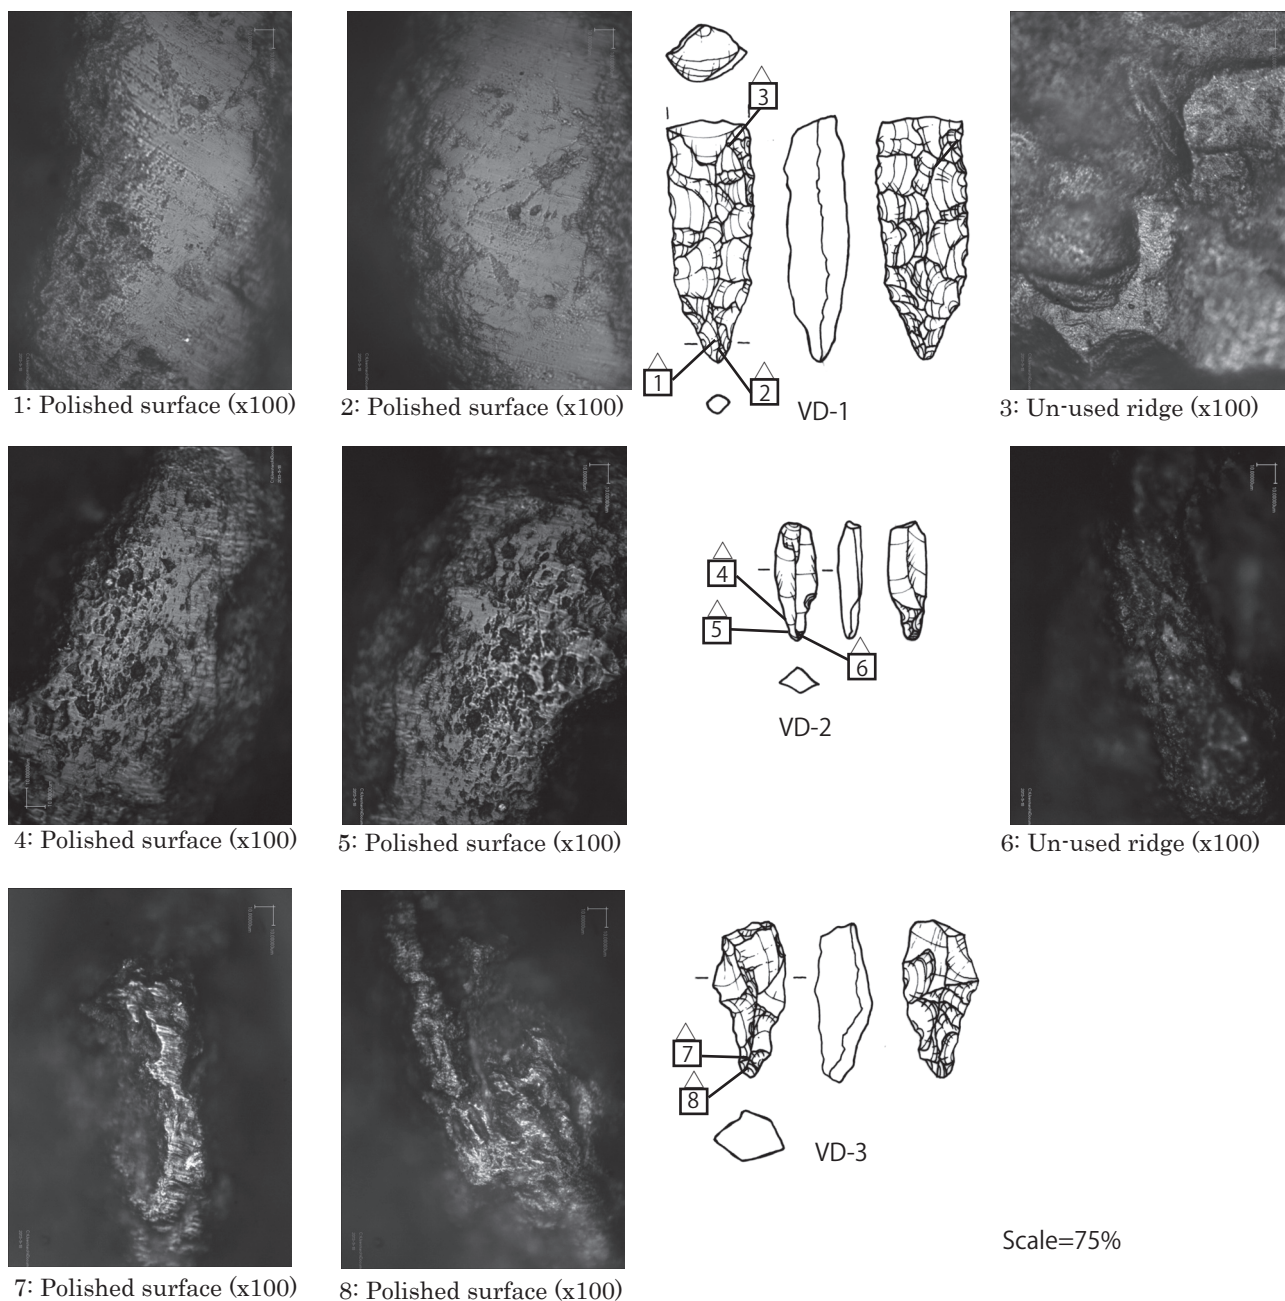 3
1
2
VD-1
1: Polished surface (x100)
2: Polished surface (x100)
3: Un-used ridge (x100)
4
5
6
VD-2
4: Polished surface (x100)
5: Polished surface (x100)
6: Un-used ridge (x100)
7
8
VD-3
Scale=75%
7: Polished surface (x100)
8: Polished surface (x100)